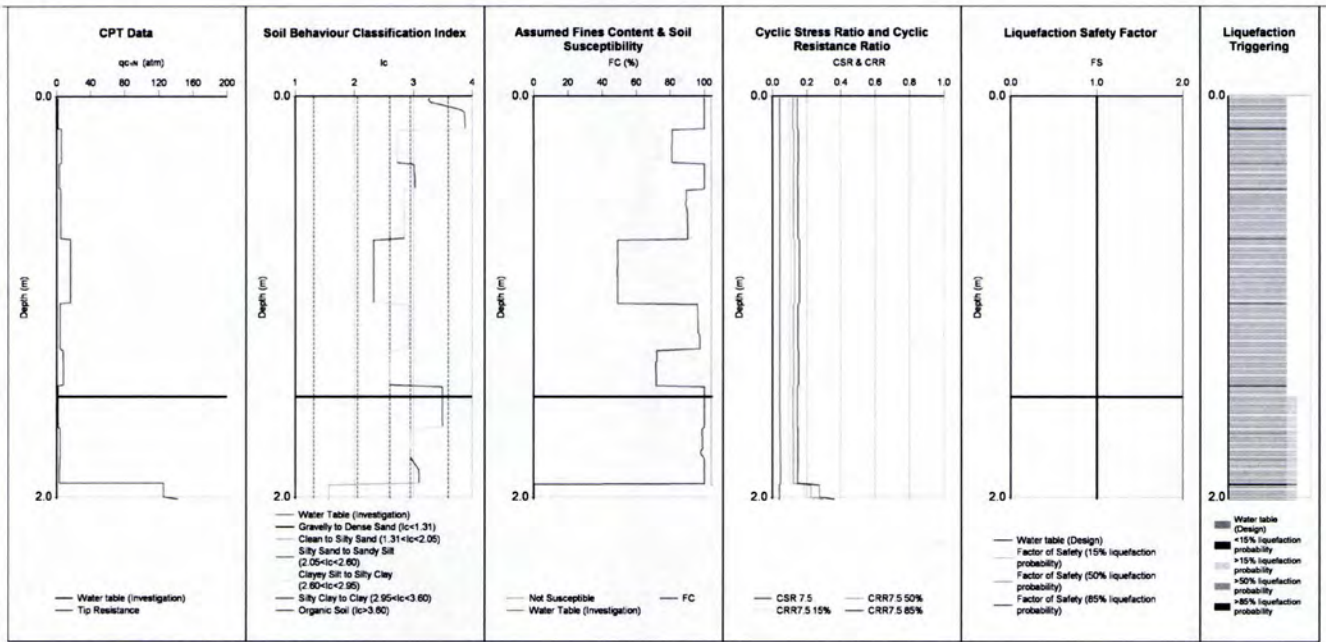 CPT Data
qc1N (atm)
0 40 80 120 160 200
0.0
Depth (m)
2.0
Water table (Investigation)
Tip Resistance
Soil Behaviour Classification Index
Ic
1 2 3 4
Water Table (Investigation)
Gravelly to Dense Sand (Ic<1.31)
Clean to Silty Sand (1.31<Ic<2.05)
Silty Sand to Sandy Silt
(2.05<Ic<2.60)
Clayey Silt to Silty Clay
(2.60<Ic<2.95)
Silty Clay to Clay (2.95<Ic<3.60)
Organic Soil (Ic>3.60)
Assumed Fines Content & Soil
Susceptibility
FC (%)
0 20 40 60 80 100
0.0
Depth (m)
2.0
Not Susceptible
FC
Water Table (Investigation)
Cyclic Stress Ratio and Cyclic
Resistance Ratio
CSR & CRR
0.0 0.2 0.4 0.6 0.8 1.0
0.0
Depth (m)
2.0
CSR 7.5
CRR7.5 50%
CRR7.5 15%
CRR7.5 85%
Liquefaction Safety Factor
FS
0.0 1.0 2.0
0.0
Depth (m)
2.0
Water table (Design)
Factor of Safety (15% liquefaction
probability)
Factor of Safety (50% liquefaction
probability)
Factor of Safety (85% liquefaction
probability)
Liquefaction
Triggering
0.0
2.0
Water table
(Design)
<15% liquefaction
probability
>15% liquefaction
probability
>50% liquefaction
probability
>85% liquefaction
probability